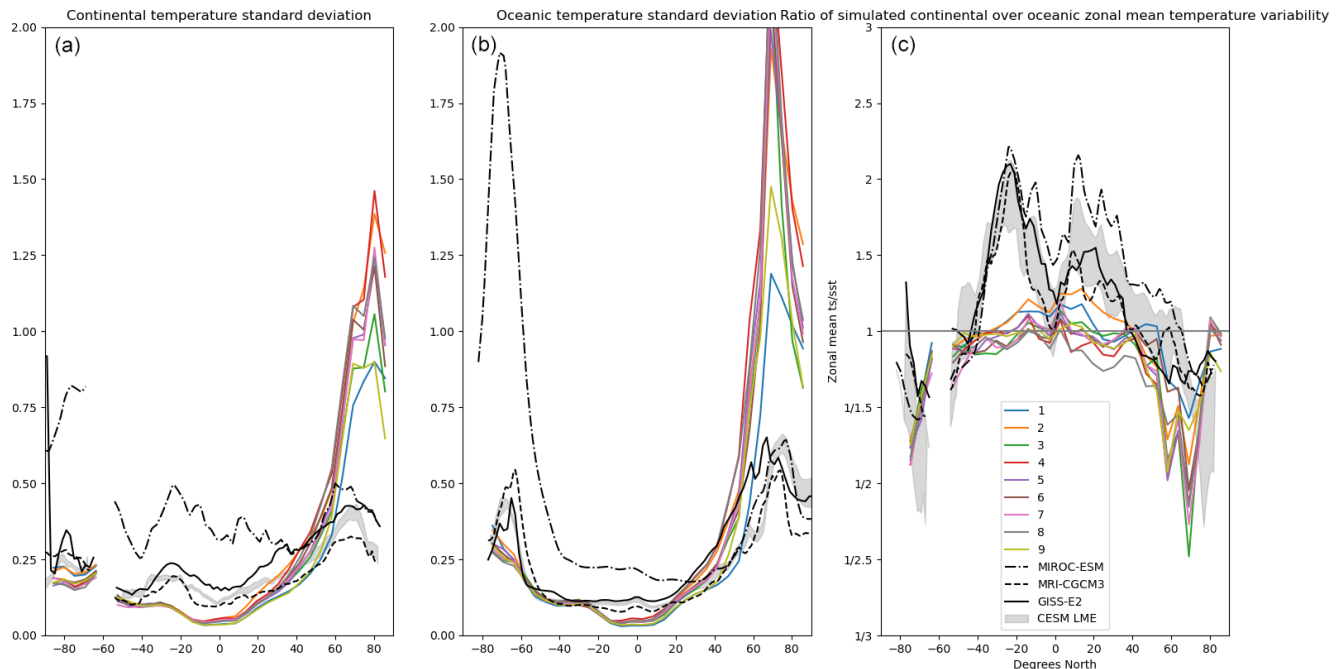 Continental temperature standard deviation
Oceanic temperature standard deviation
Ratio of simulated continental over oceanic zonal mean temperature variability
(a)
2.00
1.75
1.50
1.25
1.00
0.75
0.50
0.25
0.00
−80 −60 −40 −20 0 20 40 60 80
(b)
2.00
1.75
1.50
1.25
1.00
0.75
0.50
0.25
0.00
−80 −60 −40 −20 0 20 40 60 80
(c)
Zonal mean ts/sst
3
2.5
2
1.5
1
1/1.5
1/2
1/2.5
1/3
1
2
3
4
5
6
7
8
9
MIROC-ESM
MRI-CGCM3
GISS-E2
CESM LME
−80 −60 −40 −20 0 20 40 60 80
Degrees North